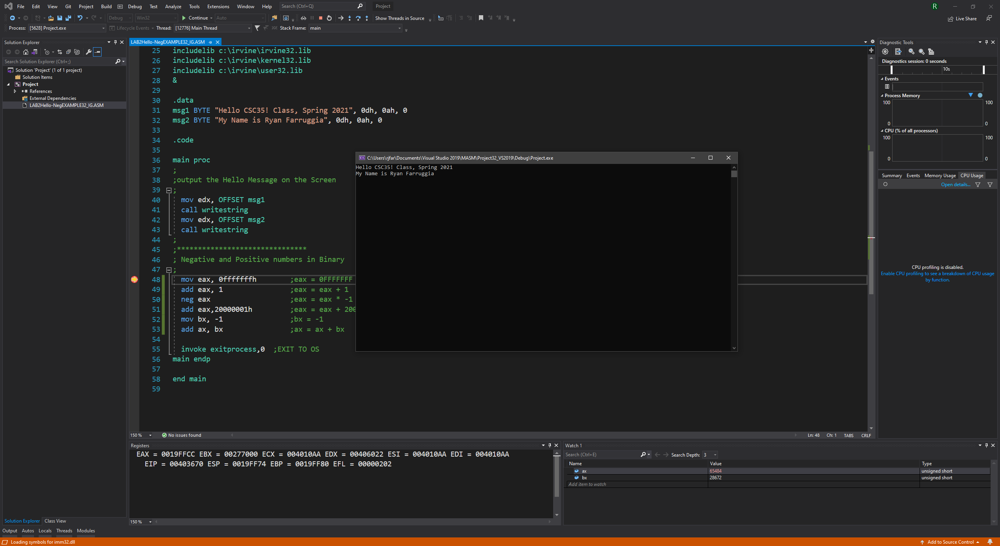 File Edit View Git Project Build Debug Test Analyze Tools Extensions Window Help Search (Ctrl+Q) Project R
Debug Win32 Continue Auto Show Threads in Source Live Share
Process: [5628] Project.exe Lifecycle Events Thread: [12776] Main Thread Stack Frame: main
Solution Explorer
Search Solution Explorer (Ctrl+;)
Solution 'Project' (1 of 1 project)
Solution Items
Project
References
External Dependencies
LAB2Hello-NegEXAMPLE32_IG.ASM
Solution Explorer Class View
LAB2Hello-NegEXAMPLE32_IG.ASM
25 includelib c:\irvine\irvine32.lib
26 includelib c:\irvine\kernel32.lib
27 includelib c:\irvine\user32.lib
28 &
29
30 .data
31 msg1 BYTE "Hello CSC35! Class, Spring 2021", 0dh, 0ah, 0
32 msg2 BYTE "My Name is Ryan Farruggia", 0dh, 0ah, 0
33
34 .code
35
36 main proc
37 ;
38 ;output the Hello Message on the Screen
39 ;
40 mov edx, OFFSET msg1
41 call writestring
42 mov edx, OFFSET msg2
43 call writestring
44 ;
45 ;*******************************
46 ; Negative and Positive numbers in Binary
47 ;
48 mov eax, 0fffffffh ;eax = 0FFFFFFF
49 add eax, 1 ;eax = eax + 1
50 neg eax ;eax = eax * -1
51 add eax,20000001h ;eax = eax + 200
52 mov bx, -1 ;bx = -1
53 add ax, bx ;ax = ax + bx
54
55 invoke exitprocess,0 ;EXIT TO OS
56 main endp
57
58 end main
59
150 % No issues found Ln: 48 Ch: 1 TABS CRLF
C:\Users\rjfar\Documents\Visual Studio 2019\MASM\Project32_VS2019\Debug\Project.exe
Hello CSC35! Class, Spring 2021
My Name is Ryan Farruggia
Diagnostic Tools
Diagnostics session: 0 seconds
10s
Events
Process Memory
100 100
0 0
CPU (% of all processors)
100 100
0 0
Summary Events Memory Usage CPU Usage
Open details...
CPU profiling is disabled.
Enable CPU profiling to see a breakdown of CPU usage
by function.
Registers
EAX = 0019FFCC EBX = 00277000 ECX = 004010AA EDX = 00406022 ESI = 004010AA EDI = 004010AA
EIP = 00403670 ESP = 0019FF74 EBP = 0019FF80 EFL = 00000202
150 %
Watch 1
Search (Ctrl+E) Search Depth: 3
Name Value Type
ax 65484 unsigned short
bx 28672 unsigned short
Add item to watch
Output Autos Locals Threads Modules
Loading symbols for imm32.dll Add to Source Control